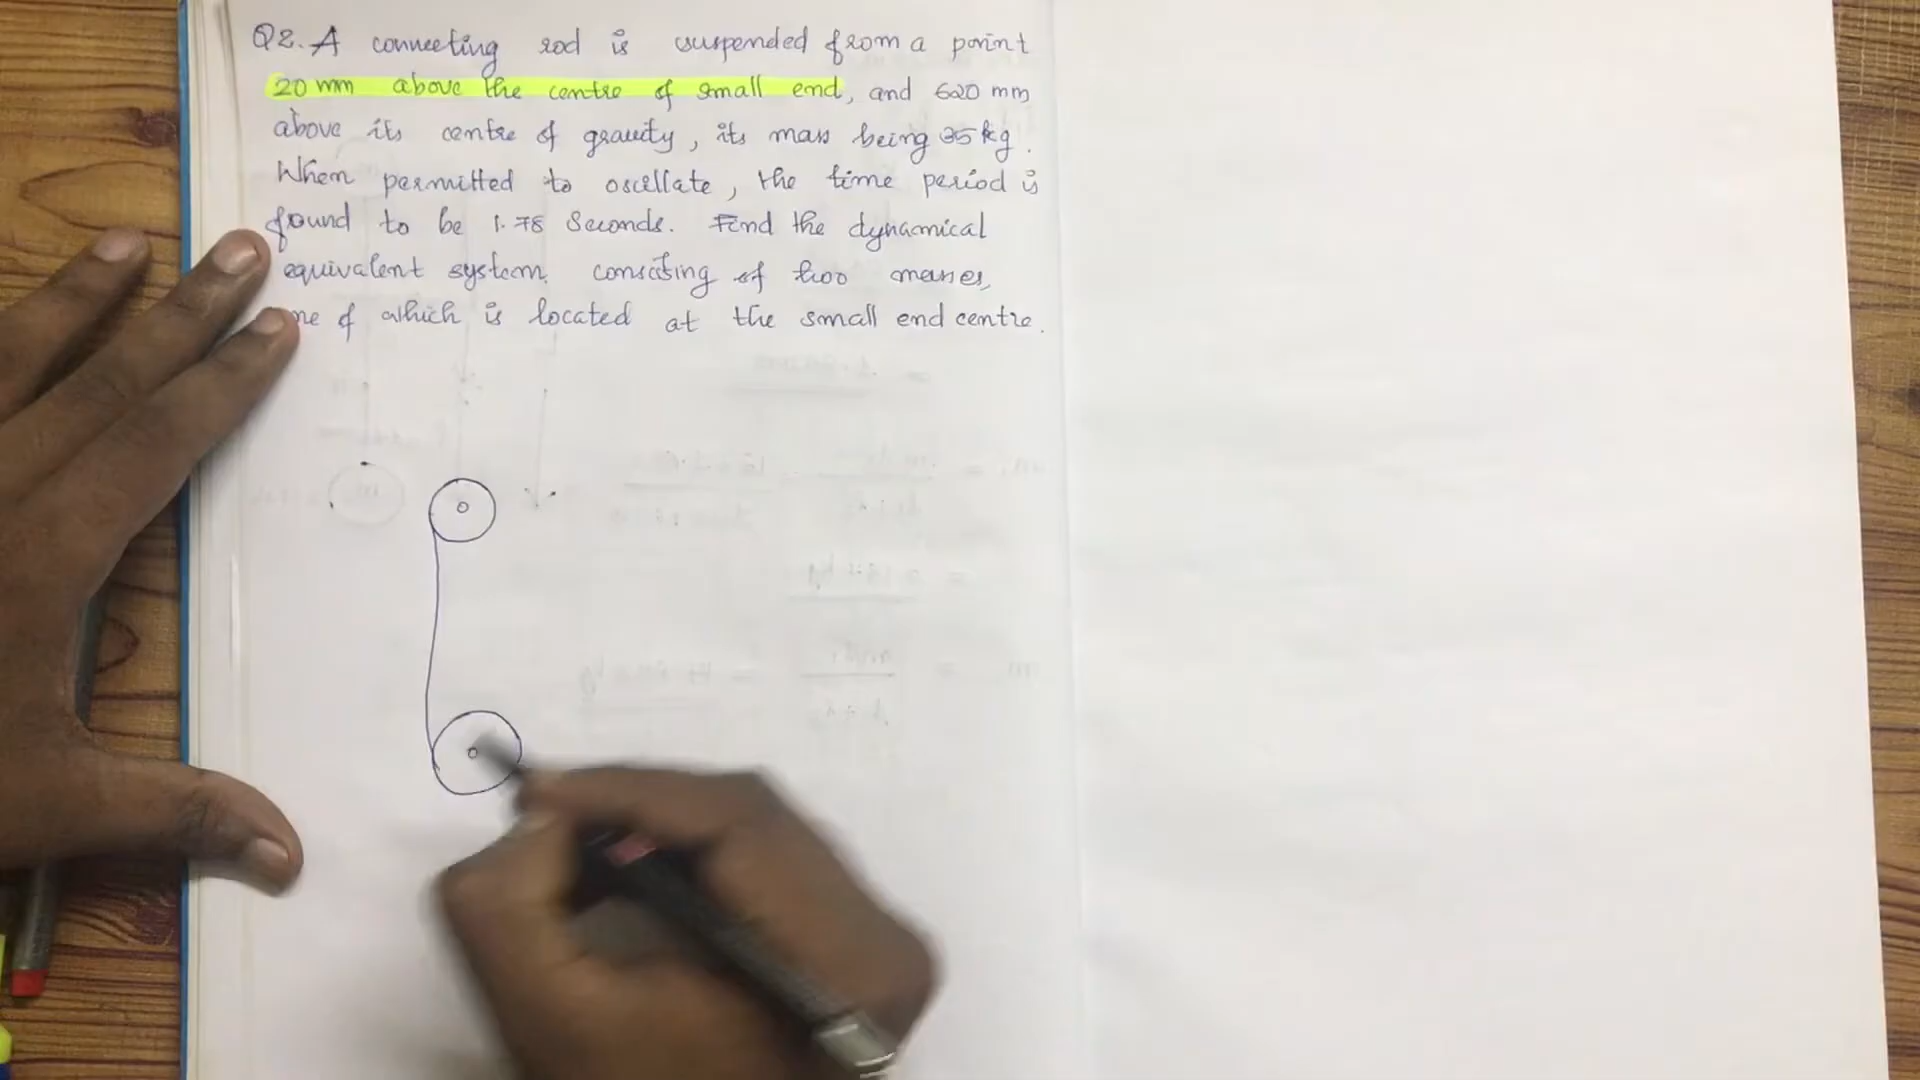 Q2. A connecting rod is suspended from a point
20 mm above the centre of small end, and 620 mm
above its centre of gravity, its mass being 35 kg.
When permitted to oscellate, the time period is
found to be 1.78 Seconds. Find the dynamical
equivalent system consisting of two masses,
of which is located at the small end centre.